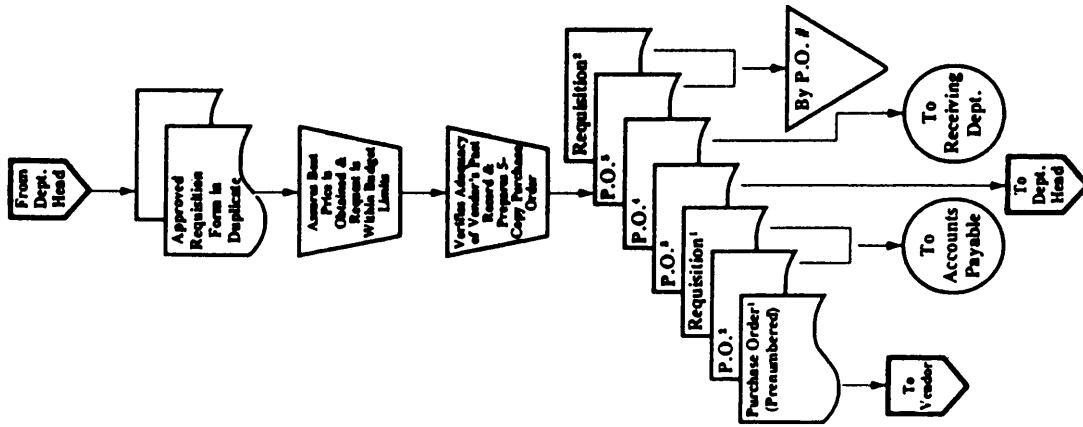 From
Dept.
Head
Approved
Requisition
Form in
Duplicate
Assures Best
Price is
Obtained &
Request is
Within Budget
Limits
Verifies Adequacy
of Vendor's Past
Record &
Prepares 5-
Copy Purchase
Order
Requisition²
P.O.⁵
P.O.⁴
P.O.³
Requisition¹
P.O.²
Purchase Order¹
(Prenumbered)
By P.O. #
To
Receiving
Dept.
To
Dept.
Head
To
Accounts
Payable
To
Vendor